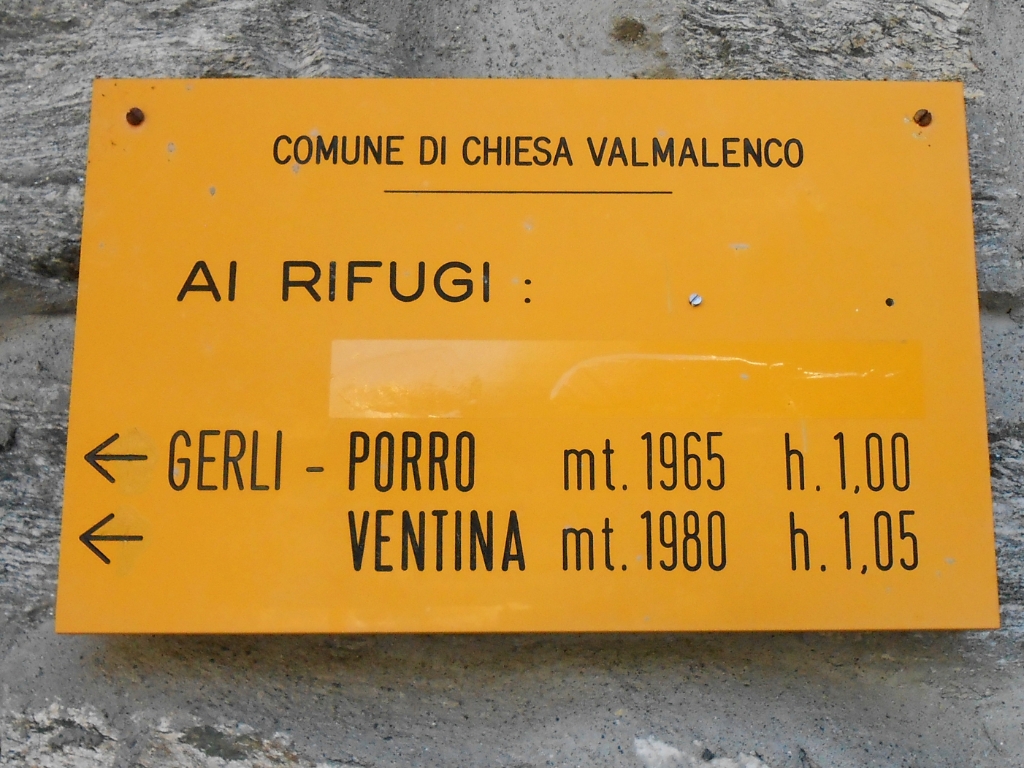 COMUNE DI CHIESA VALMALENCO
AI RIFUGI :
← GERLI - PORRO mt. 1965 h. 1,00
← VENTINA mt. 1980 h. 1,05